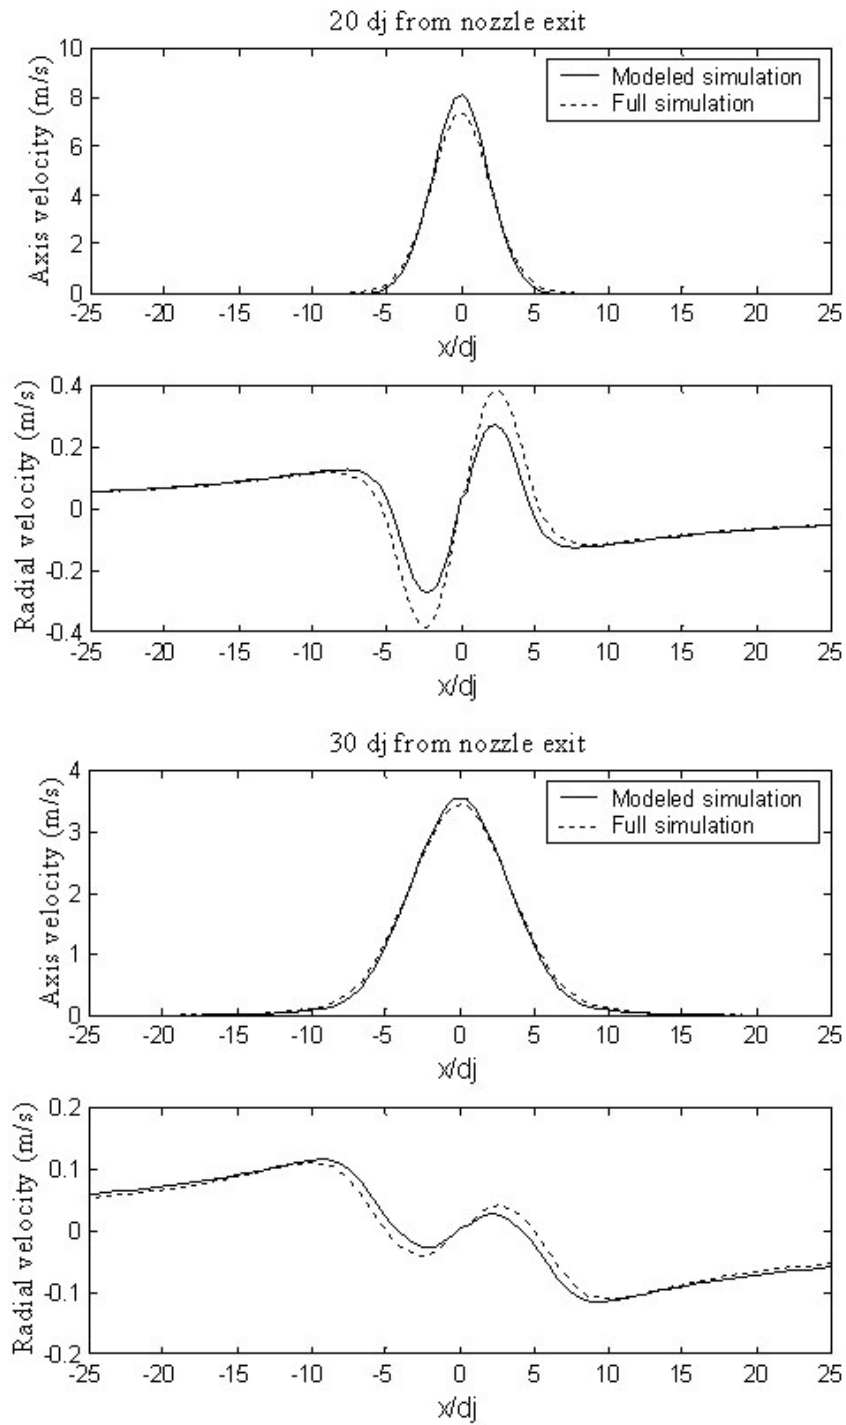 20 dj from nozzle exit
Axis velocity (m/s)
10
8
6
4
2
0
Modeled simulation
Full simulation
-25 -20 -15 -10 -5 0 5 10 15 20 25
x/dj
Radial velocity (m/s)
0.4
0.2
0
-0.2
-0.4
-25 -20 -15 -10 -5 0 5 10 15 20 25
x/dj
30 dj from nozzle exit
Axis velocity (m/s)
4
3
2
1
0
Modeled simulation
Full simulation
-25 -20 -15 -10 -5 0 5 10 15 20 25
x/dj
Radial velocity (m/s)
0.2
0.1
0
-0.1
-0.2
-25 -20 -15 -10 -5 0 5 10 15 20 25
x/dj